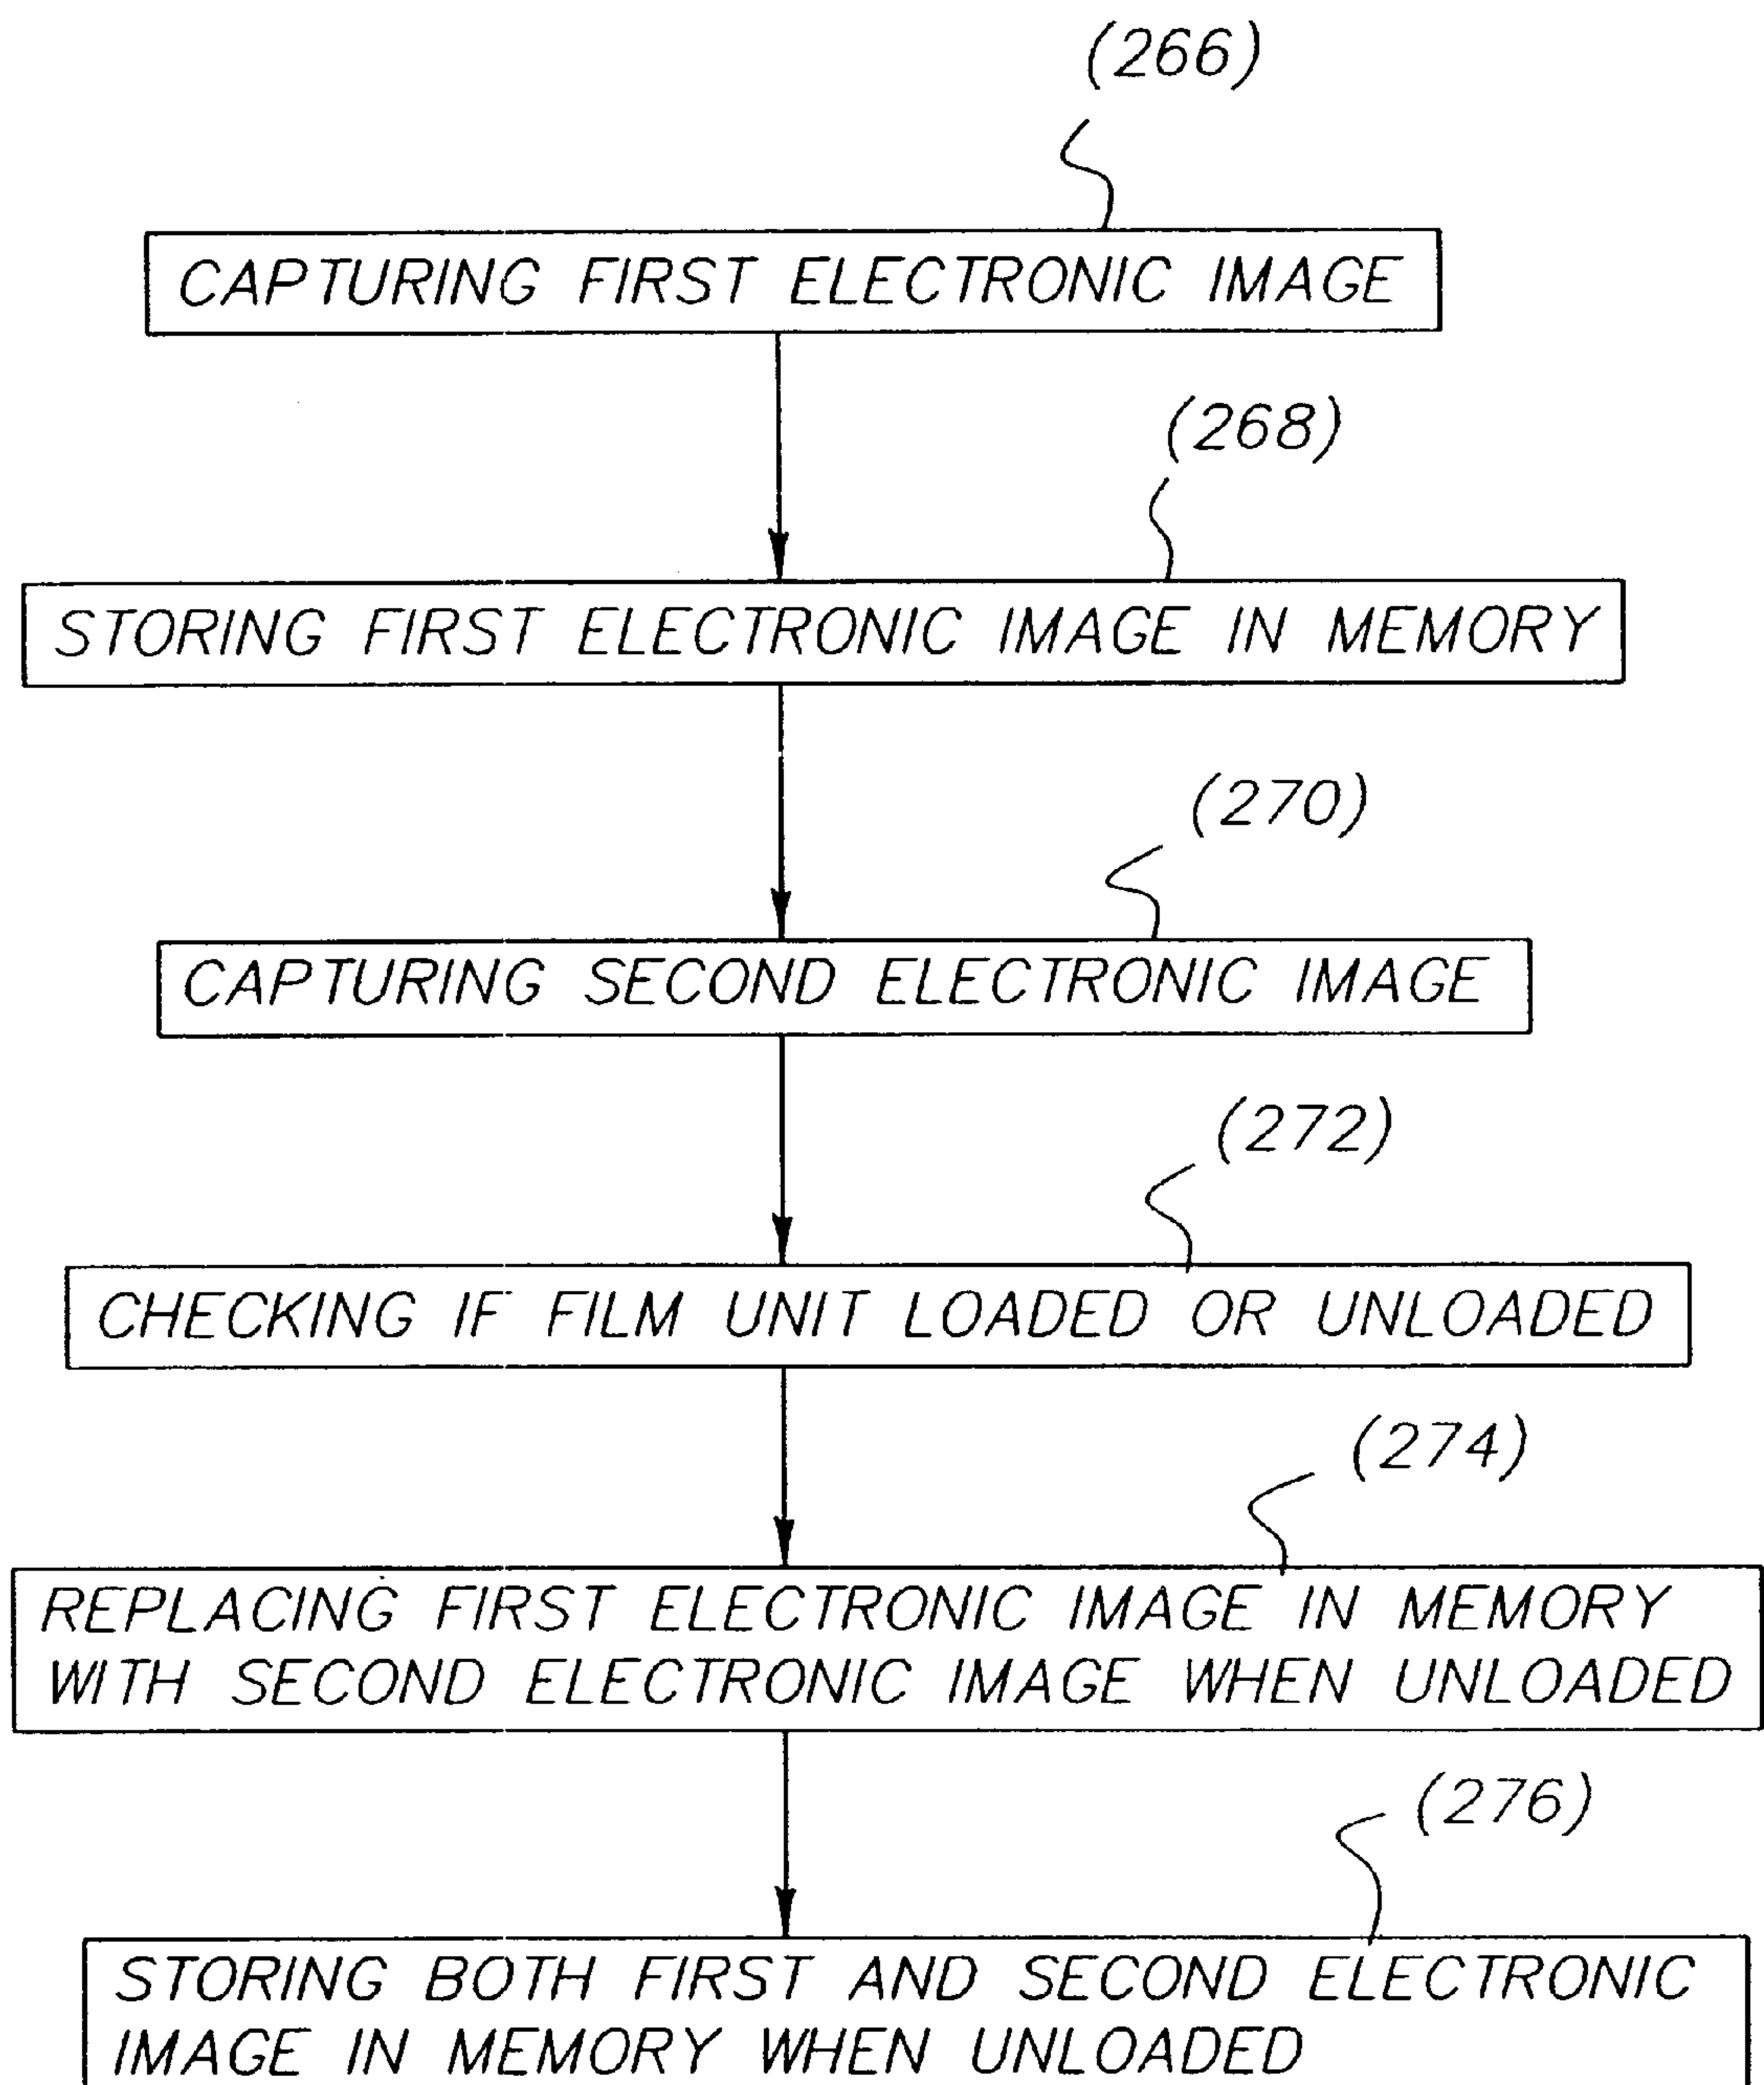 (266)
CAPTURING FIRST ELECTRONIC IMAGE
(268)
STORING FIRST ELECTRONIC IMAGE IN MEMORY
(270)
CAPTURING SECOND ELECTRONIC IMAGE
(272)
CHECKING IF FILM UNIT LOADED OR UNLOADED
(274)
REPLACING FIRST ELECTRONIC IMAGE IN MEMORY
WITH SECOND ELECTRONIC IMAGE WHEN UNLOADED
(276)
STORING BOTH FIRST AND SECOND ELECTRONIC
IMAGE IN MEMORY WHEN UNLOADED